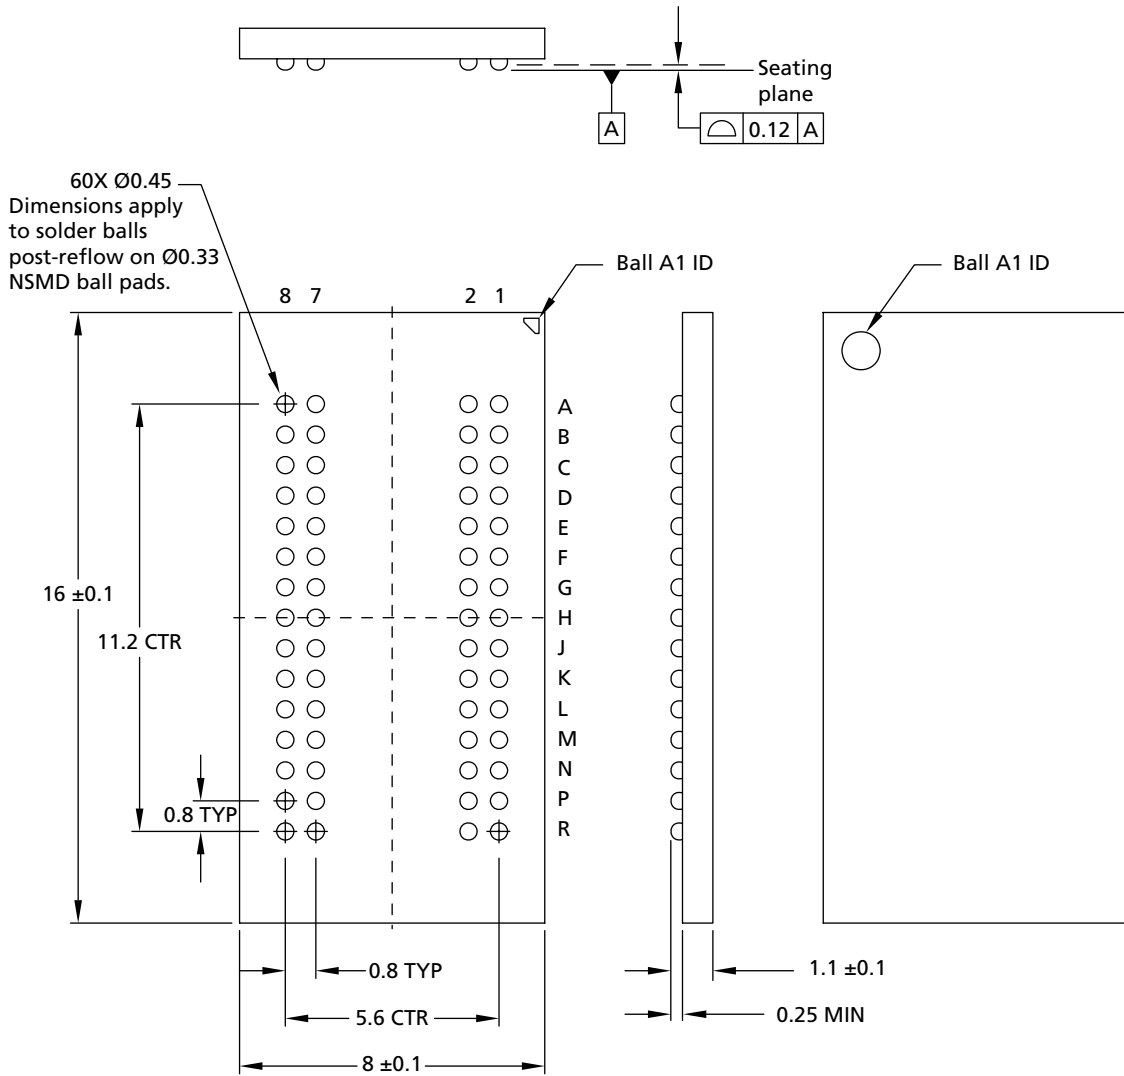 Seating
plane
A
0.12 A
60X Ø0.45
Dimensions apply
to solder balls
post-reflow on Ø0.33
NSMD ball pads.
Ball A1 ID
Ball A1 ID
8 7 2 1
A
B
C
D
E
F
G
16 ±0.1
H
11.2 CTR
J
K
L
M
N
P
0.8 TYP
R
0.8 TYP
1.1 ±0.1
5.6 CTR
0.25 MIN
8 ±0.1